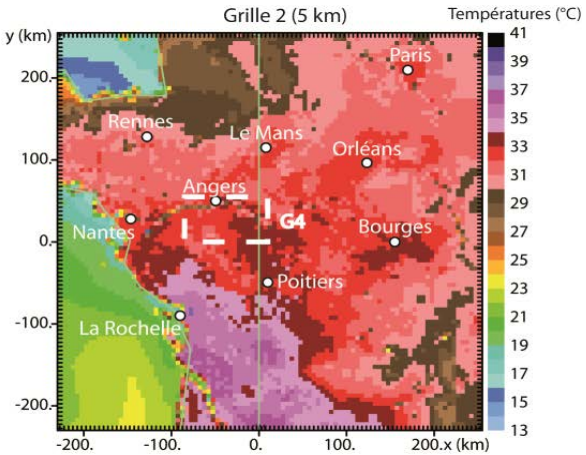 Grille 2 (5 km)
Températures (°C)
y (km)
41
39
37
35
33
31
29
27
25
23
21
19
17
15
13
200.
100.
0.
-100.
-200.
Paris
Rennes
Le Mans
Orléans
Angers
G4
Nantes
Bourges
Poitiers
La Rochelle
-200. -100. 0. 100. 200. x (km)